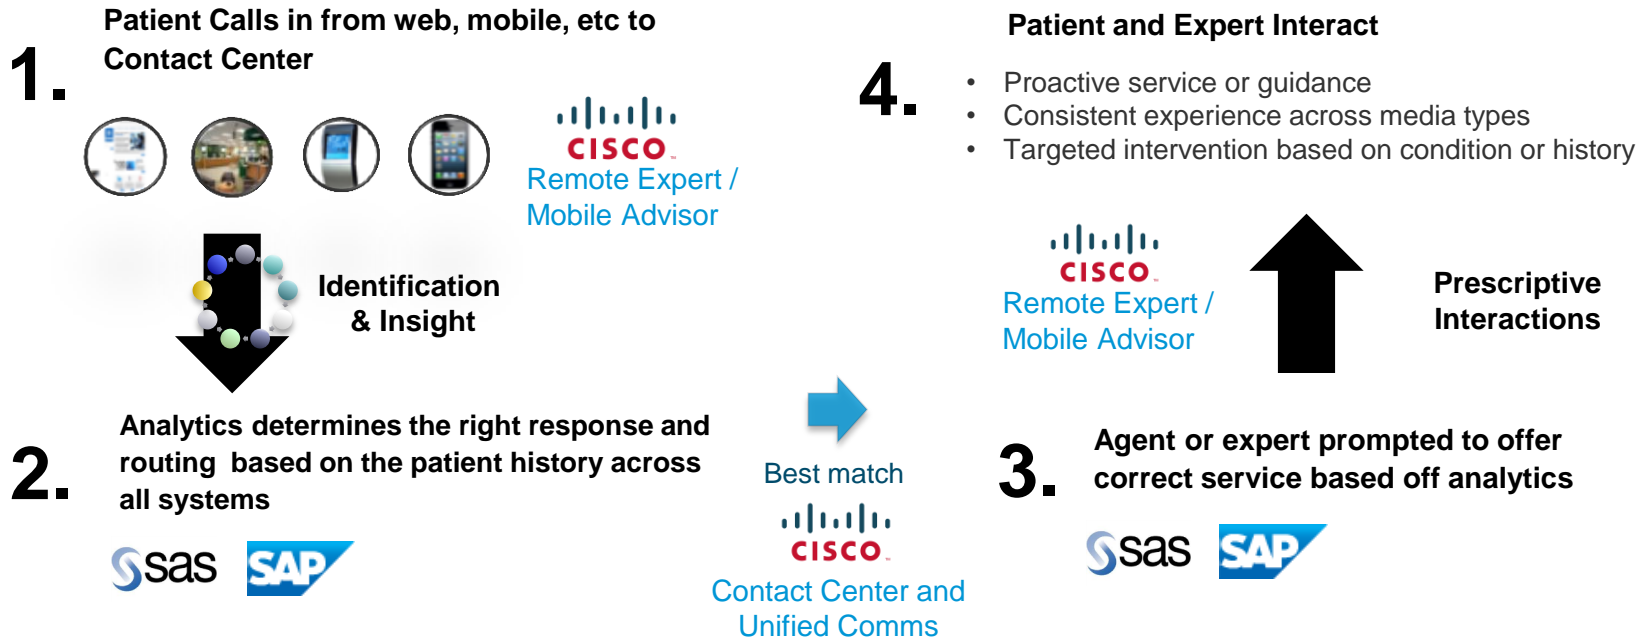 1.
Patient Calls in from web, mobile, etc to
Contact Center
CISCO
Remote Expert /
Mobile Advisor
Identification
& Insight
2.
Analytics determines the right response and
routing  based on the patient history across
all systems
sas SAP
Best match
CISCO
Contact Center and
Unified Comms
3.
Agent or expert prompted to offer
correct service based off analytics
sas SAP
Prescriptive
Interactions
CISCO
Remote Expert /
Mobile Advisor
4.
Patient and Expert Interact
• Proactive service or guidance
• Consistent experience across media types
• Targeted intervention based on condition or history